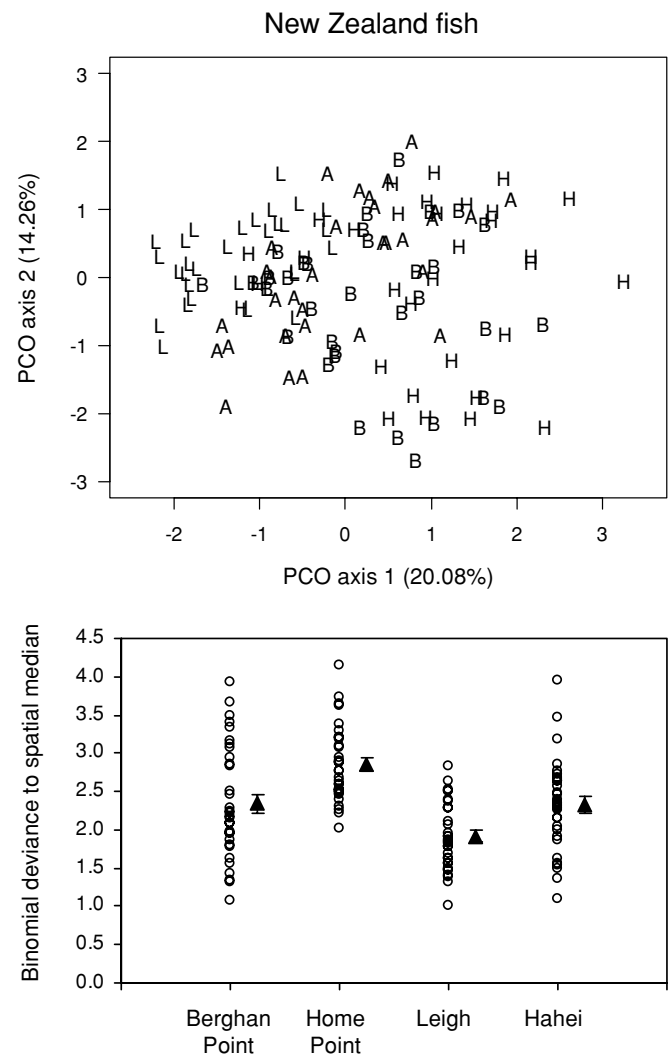 New Zealand fish
3
2
1
0
-1
-2
-3
PCO axis 2 (14.26%)
-2 -1 0 1 2 3
PCO axis 1 (20.08%)
4.5
4.0
3.5
3.0
2.5
2.0
1.5
1.0
0.5
0.0
Binomial deviance to spatial median
Berghan Point
Home Point
Leigh
Hahei